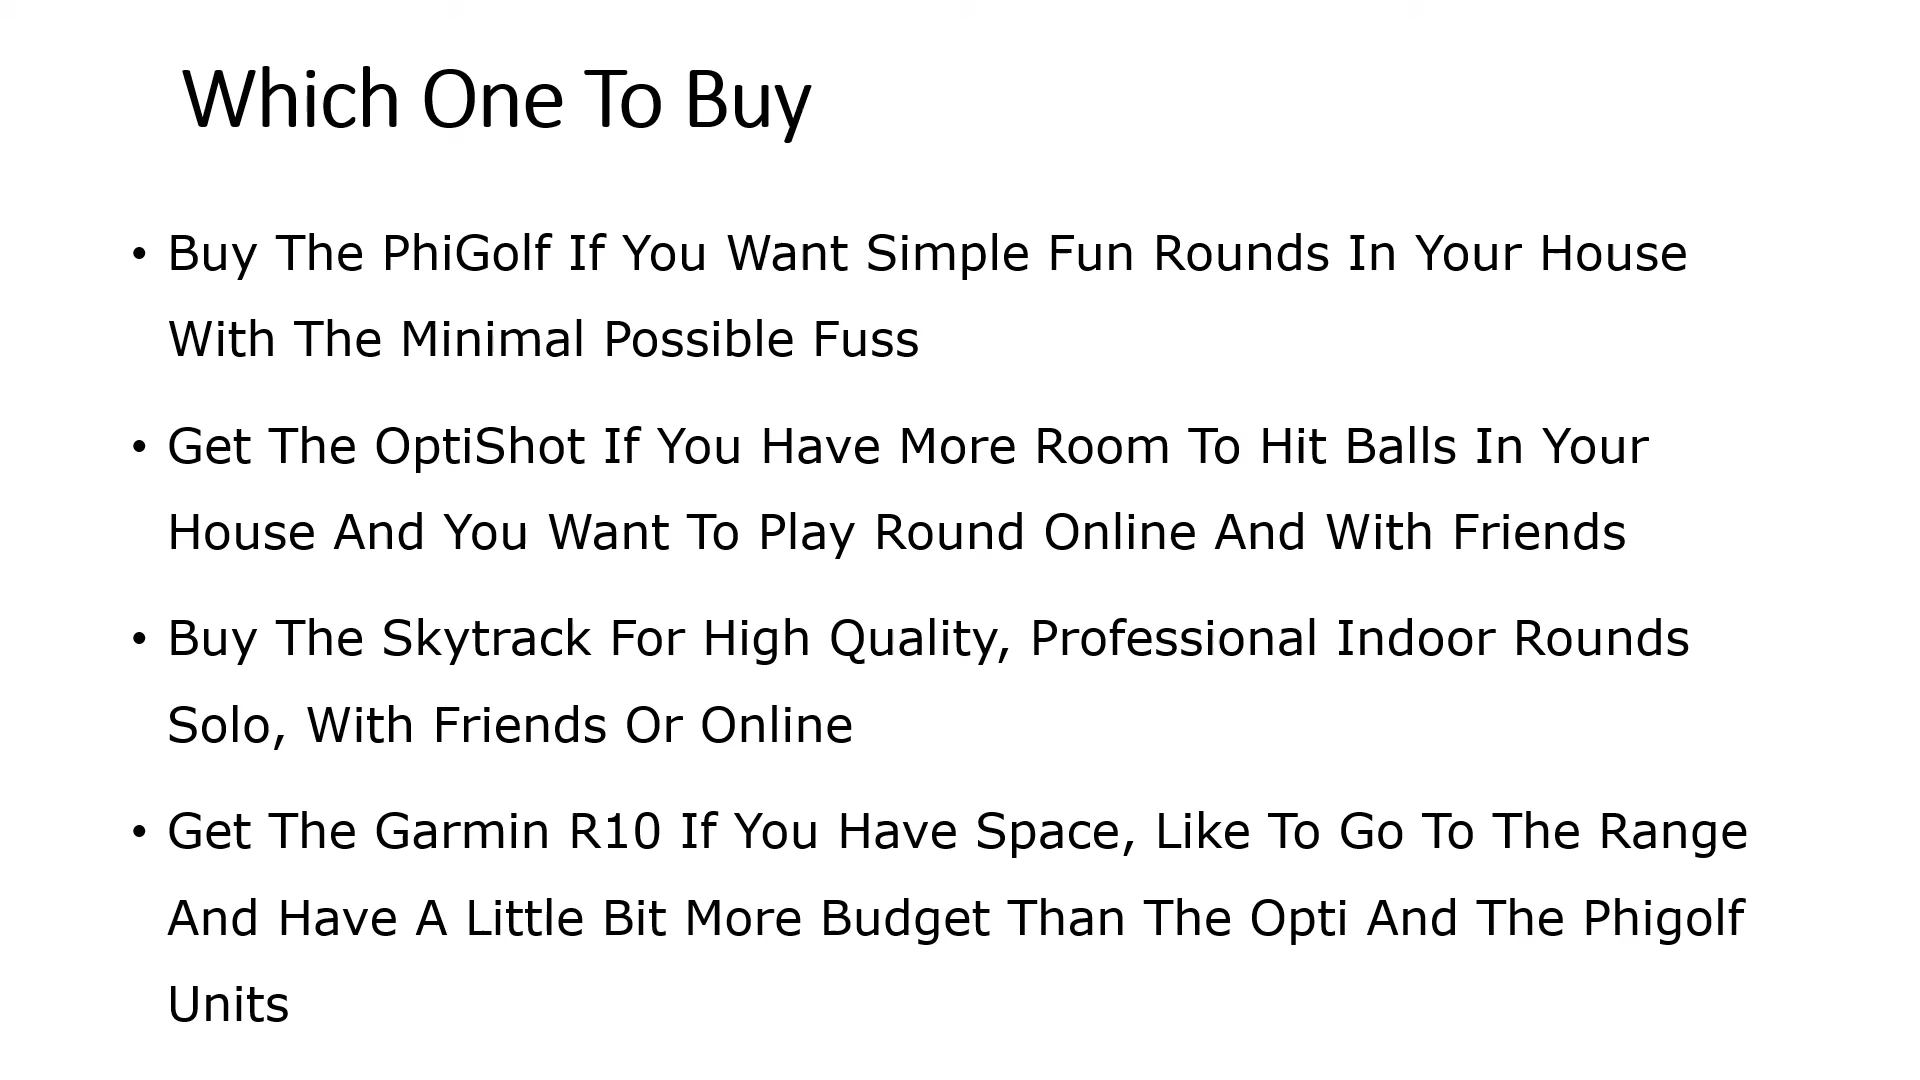 Which One To Buy
• Buy The PhiGolf If You Want Simple Fun Rounds In Your House
With The Minimal Possible Fuss
• Get The OptiShot If You Have More Room To Hit Balls In Your
House And You Want To Play Round Online And With Friends
• Buy The Skytrack For High Quality, Professional Indoor Rounds
Solo, With Friends Or Online
• Get The Garmin R10 If You Have Space, Like To Go To The Range
And Have A Little Bit More Budget Than The Opti And The Phigolf
Units